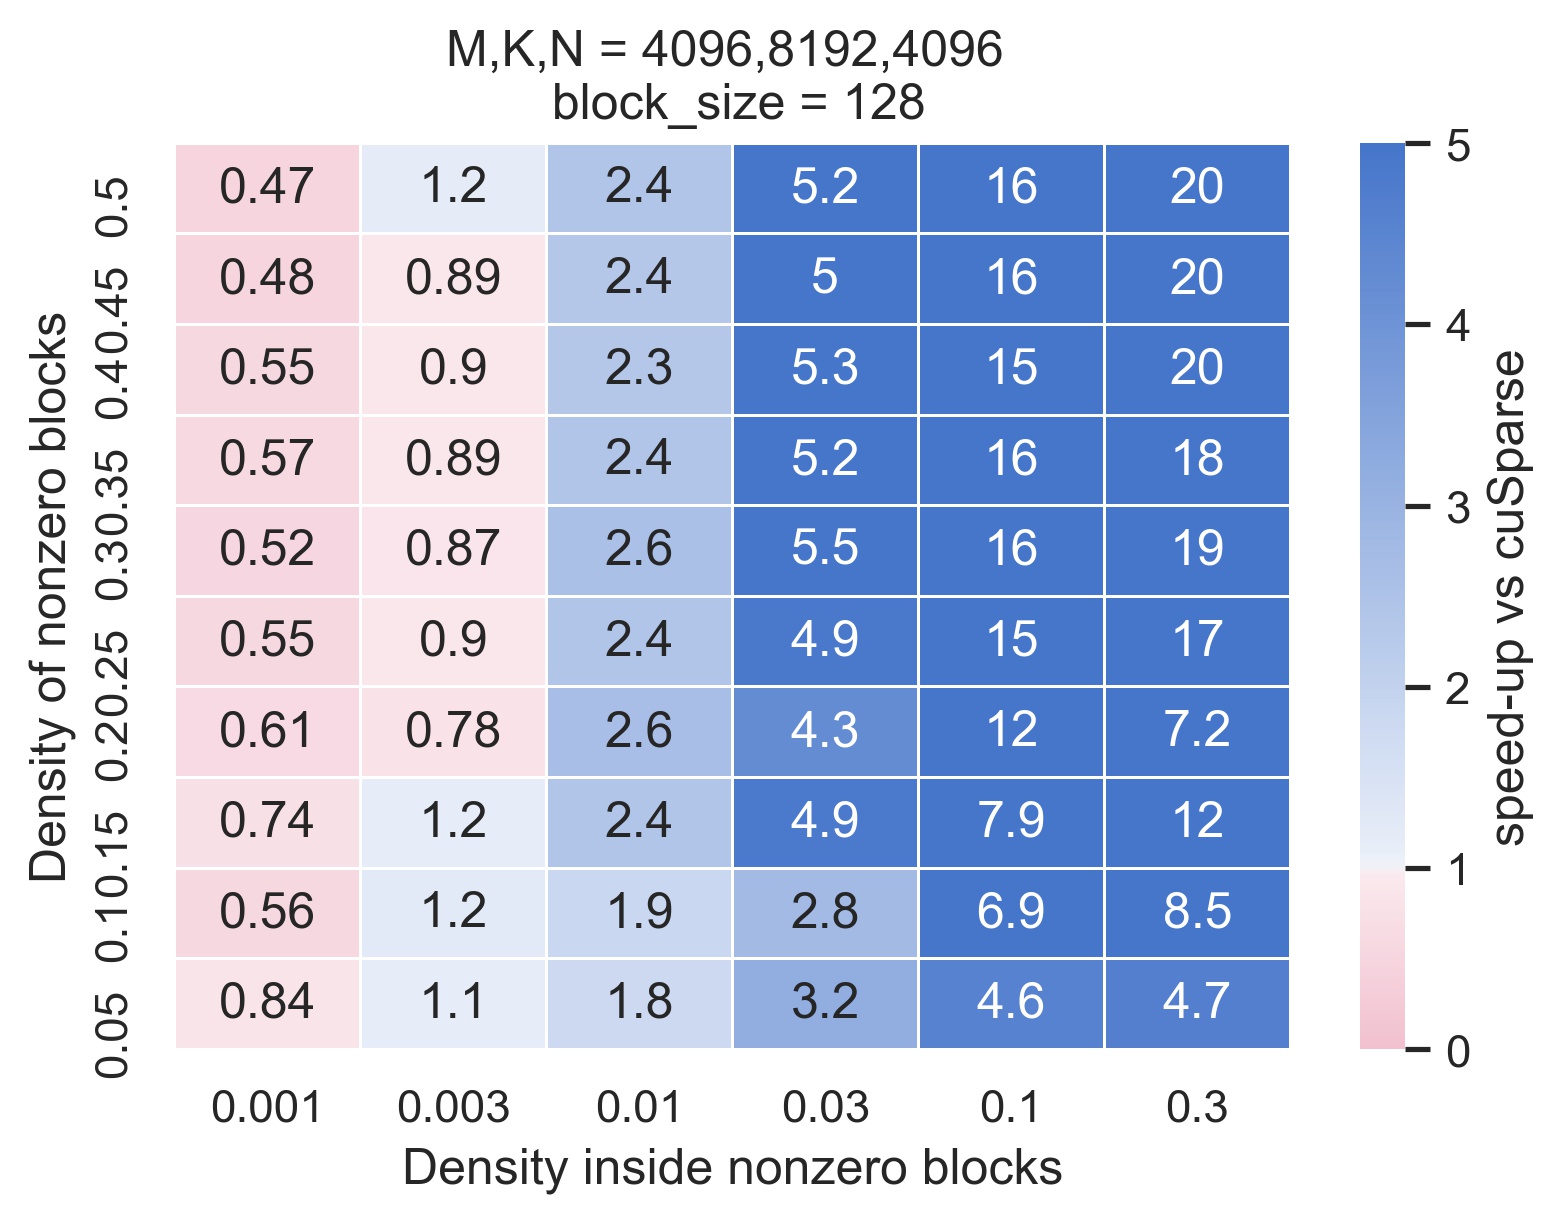 M,K,N = 4096,8192,4096
block_size = 128
Density of nonzero blocks
0.5 0.47 1.2 2.4 5.2 16 20
0.45 0.48 0.89 2.4 5 16 20
0.4 0.55 0.9 2.3 5.3 15 20
0.35 0.57 0.89 2.4 5.2 16 18
0.3 0.52 0.87 2.6 5.5 16 19
0.25 0.55 0.9 2.4 4.9 15 17
0.2 0.61 0.78 2.6 4.3 12 7.2
0.15 0.74 1.2 2.4 4.9 7.9 12
0.1 0.56 1.2 1.9 2.8 6.9 8.5
0.05 0.84 1.1 1.8 3.2 4.6 4.7
0.001 0.003 0.01 0.03 0.1 0.3
Density inside nonzero blocks
5
4
3
2
1
0
speed-up vs cuSparse